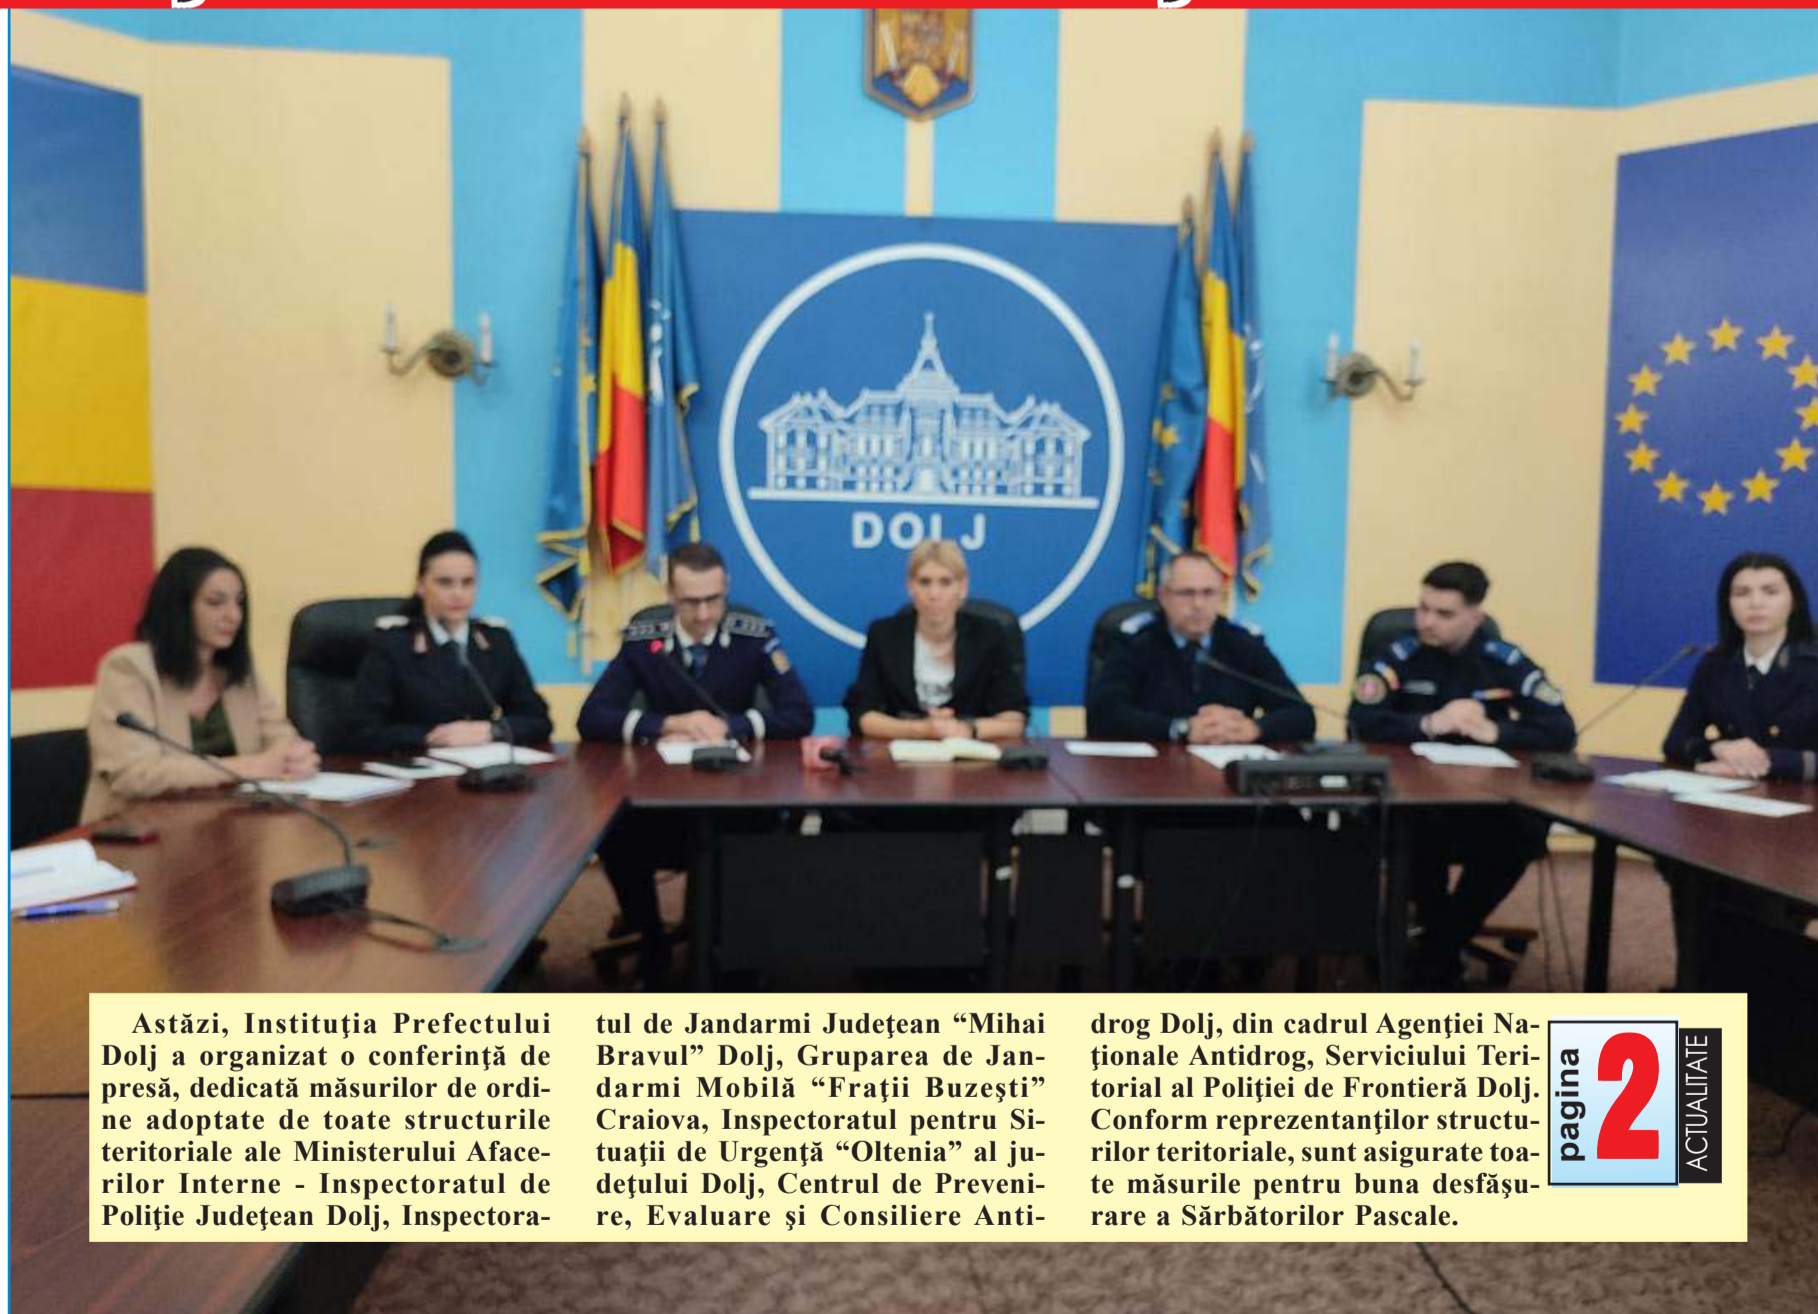 DOLJ
Astăzi, Instituţia Prefectului
Dolj a organizat o conferinţă de
presă, dedicată măsurilor de ordi-
ne adoptate de toate structurile
teritoriale ale Ministerului Aface-
rilor Interne - Inspectoratul de
Poliţie Judeţean Dolj, Inspectora-
tul de Jandarmi Judeţean “Mihai
Bravul” Dolj, Gruparea de Jan-
darmi Mobilă “Fraţii Buzeşti”
Craiova, Inspectoratul pentru Si-
tuaţii de Urgenţă “Oltenia” al ju-
deţului Dolj, Centrul de Preveni-
re, Evaluare şi Consiliere Anti-
drog Dolj, din cadrul Agenţiei Na-
ţionale Antidrog, Serviciului Teri-
torial al Poliţiei de Frontieră Dolj.
Conform reprezentanţilor structu-
rilor teritoriale, sunt asigurate toa-
te măsurile pentru buna desfăşu-
rare a Sărbătorilor Pascale.
pagina
2
ACTUALITATE